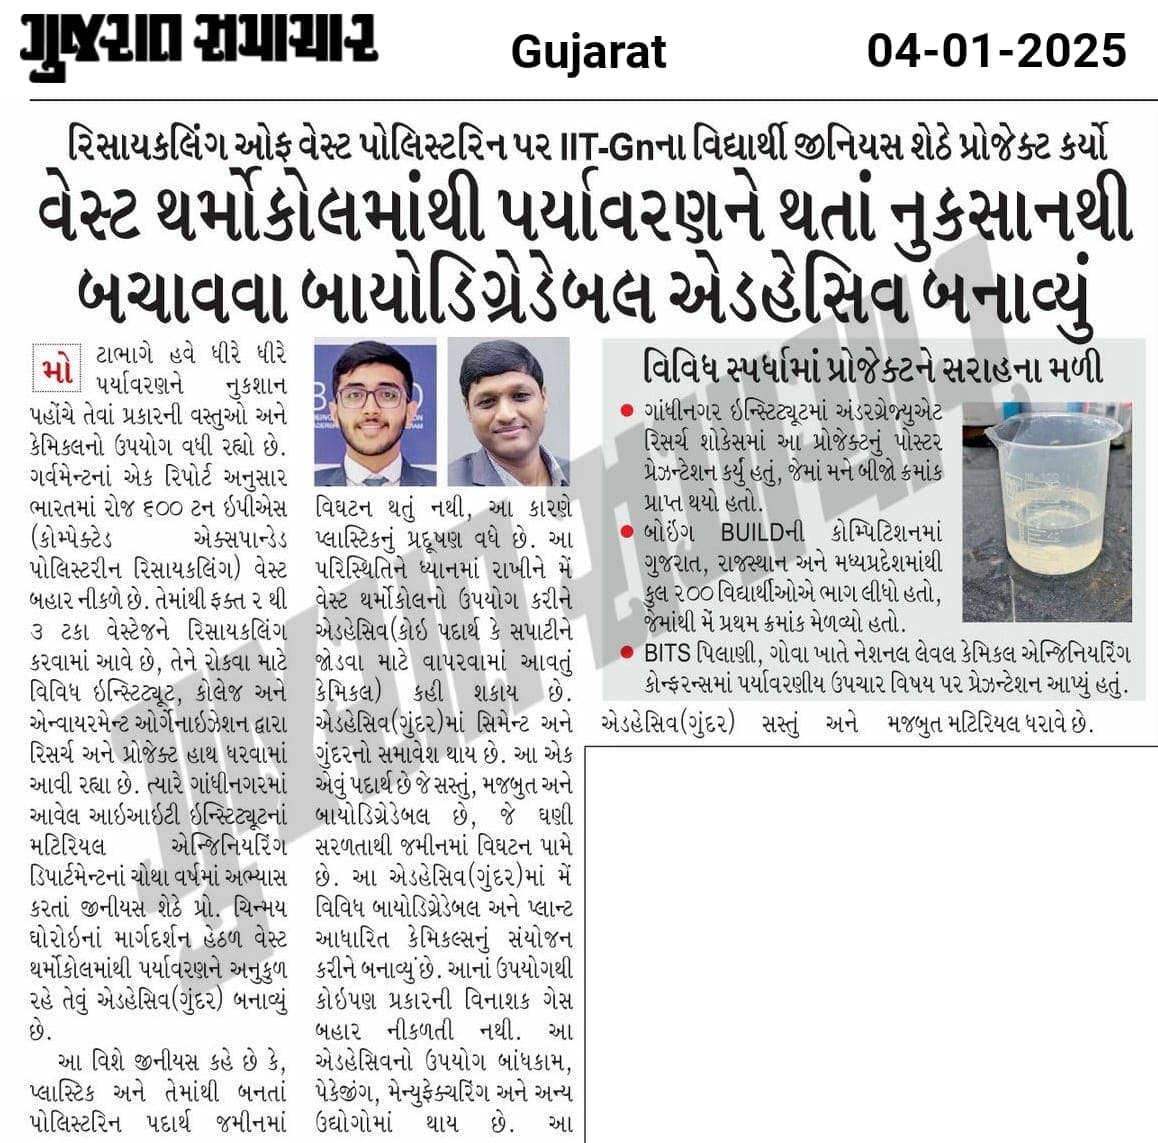 ગુજરાત સમાચાર
Gujarat
04-01-2025
રિસાયકલિંગ ઓફ વેસ્ટ પોલિસ્ટરિન પર IIT-Gnના વિદ્યાર્થી જીનિયસ શેઠે પ્રોજેક્ટ કર્યો
વેસ્ટ થર્મોકોલમાંથી પર્યાવરણને થતાં નુકસાનથી
બચાવવા બાયોડિગ્રેડેબલ એડહેસિવ બનાવ્યું
મોટાભાગે હવે ધીરે ધીરે
પર્યાવરણને નુકશાન
પહોંચે તેવાં પ્રકારની વસ્તુઓ અને
કેમિકલનો ઉપયોગ વધી રહ્યો છે.
ગર્વમેન્ટનાં એક રિપોર્ટ અનુસાર
ભારતમાં રોજ ૬૦૦ ટન ઇપીએસ
(કોમ્પેક્ટેડ એક્સપાન્ડેડ
પોલિસ્ટરીન રિસાયકલિંગ) વેસ્ટ
બહાર નીકળે છે. તેમાંથી ફક્ત ૨ થી
૩ ટકા વેસ્ટેજને રિસાયકલિંગ
કરવામાં આવે છે, તેને રોકવા માટે
વિવિધ ઇન્સ્ટિટ્યૂટ, કોલેજ અને
એન્વાયરમેન્ટ ઓર્ગેનાઇઝેશન દ્વારા
રિસર્ચ અને પ્રોજેક્ટ હાથ ધરવામાં
આવી રહ્યા છે. ત્યારે ગાંધીનગરમાં
આવેલ આઇઆઇટી ઇન્સ્ટિટ્યૂટનાં
મટિરિયલ એન્જિનિયરિંગ
ડિપાર્ટમેન્ટનાં ચોથા વર્ષમાં અભ્યાસ
કરતાં જીનીયસ શેઠે પ્રો. ચિન્મય
ઘોરોઇનાં માર્ગદર્શન હેઠળ વેસ્ટ
થર્મોકોલમાંથી પર્યાવરણને અનુકુળ
રહે તેવું એડહેસિવ(ગુંદર) બનાવ્યું
છે.
આ વિશે જીનીયસ કહે છે કે,
પ્લાસ્ટિક અને તેમાંથી બનતાં
પોલિસ્ટરિન પદાર્થ જમીનમાં
વિઘટન થતું નથી, આ કારણે
પ્લાસ્ટિકનું પ્રદૂષણ વધે છે. આ
પરિસ્થિતિને ધ્યાનમાં રાખીને મેં
વેસ્ટ થર્મોકોલનો ઉપયોગ કરીને
એડહેસિવ(કોઇ પદાર્થ કે સપાટીને
જોડવા માટે વાપરવામાં આવતું
કેમિકલ) કહી શકાય છે.
એડહેસિવ(ગુંદર)માં સિમેન્ટ અને
ગુંદરનો સમાવેશ થાય છે. આ એક
એવું પદાર્થ છે જે સસ્તું, મજબુત અને
બાયોડિગ્રેડેબલ છે, જે ઘણી
સરળતાથી જમીનમાં વિઘટન પામે
છે. આ એડહેસિવ(ગુંદર)માં મેં
વિવિધ બાયોડિગ્રેડેબલ અને પ્લાન્ટ
આધારિત કેમિકલ્સનું સંયોજન
કરીને બનાવ્યું છે. આનાં ઉપયોગથી
કોઇપણ પ્રકારની વિનાશક ગેસ
બહાર નીકળતી નથી. આ
એડહેસિવનો ઉપયોગ બાંધકામ,
પેકેજીંગ, મેન્યુફેક્ચરિંગ અને અન્ય
ઉદ્યોગોમાં થાય છે. આ
વિવિધ સ્પર્ધામાં પ્રોજેક્ટને સરાહના મળી
● ગાંધીનગર ઇન્સ્ટિટ્યૂટમાં અંડરગ્રેજ્યુએટ
રિસર્ચ શોકેસમાં આ પ્રોજેક્ટનું પોસ્ટર
પ્રેઝન્ટેશન કર્યુ હતું, જેમાં મને બીજો ક્રમાંક
પ્રાપ્ત થયો હતો.
● બોઇંગ BUILDની કોમ્પિટિશનમાં
ગુજરાત, રાજસ્થાન અને મધ્યપ્રદેશમાંથી
કુલ ૨૦૦ વિદ્યાર્થીઓએ ભાગ લીધો હતો,
જેમાંથી મેં પ્રથમ ક્રમાંક મેળવ્યો હતો.
● BITS પિલાણી, ગોવા ખાતે નેશનલ લેવલ કેમિકલ એન્જિનિયરિંગ
કોન્ફરન્સમાં પર્યાવરણીય ઉપચાર વિષય પર પ્રેઝન્ટેશન આપ્યું હતું.
એડહેસિવ(ગુંદર) સસ્તું અને મજબુત મટિરિયલ ધરાવે છે.
ગુજરાત સમાચાર